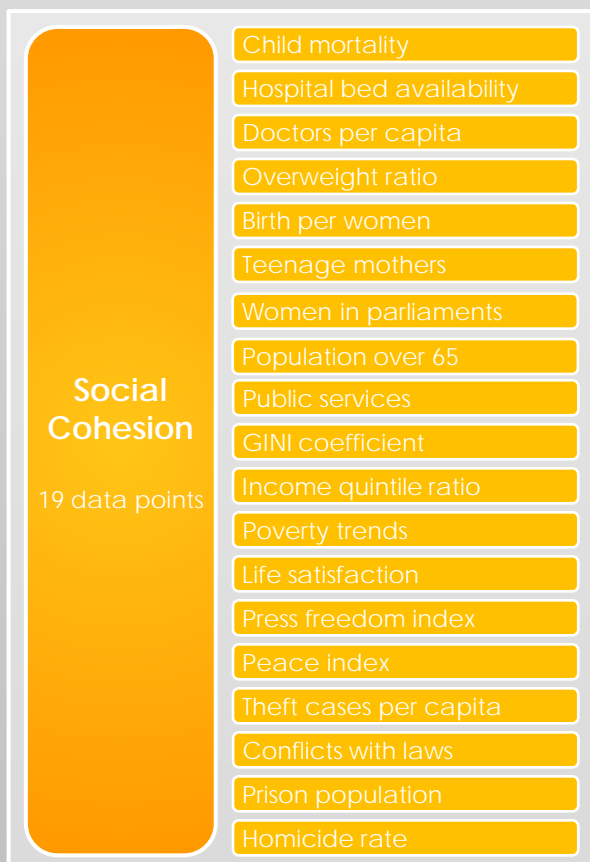 Social
Cohesion
19 data points
Child mortality
Hospital bed availability
Doctors per capita
Overweight ratio
Birth per women
Teenage mothers
Women in parliaments
Population over 65
Public services
GINI coefficient
Income quintile ratio
Poverty trends
Life satisfaction
Press freedom index
Peace index
Theft cases per capita
Conflicts with laws
Prison population
Homicide rate